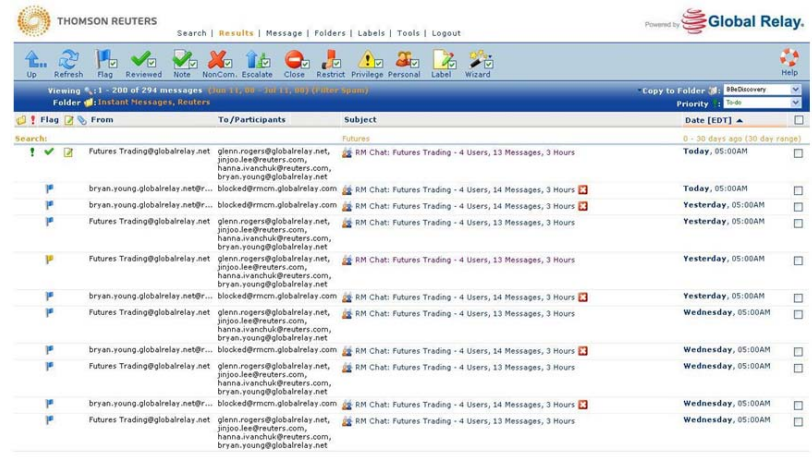 THOMSON REUTERS
Powered by Global Relay.
Search | Results | Message | Folders | Labels | Tools | Logout
Up Refresh Flag Reviewed Note NonCom. Escalate Close Restrict Privilege Personal Label Wizard Help
Viewing : 1 - 200 of 294 messages (Jun 11, 08 - Jul 11, 08) (Filter Spam) Copy to Folder : BBeDiscovery
Folder : Instant Messages, Reuters Priority : To-do
Flag From To/Participants Subject Date [EDT]
Search: Futures 0 - 30 days ago (30 day range)
Futures Trading@globalrelay.net glenn.rogers@globalrelay.net, RM Chat: Futures Trading - 4 Users, 13 Messages, 3 Hours Today, 05:00AM
jinjoo.lee@reuters.com,
hanna.ivanchuk@reuters.com,
bryan.young@globalrelay.net
bryan.young.globalrelay.net@r... blocked@rmcm.globalrelay.com RM Chat: Futures Trading - 4 Users, 14 Messages, 3 Hours Today, 05:00AM
bryan.young.globalrelay.net@r... blocked@rmcm.globalrelay.com RM Chat: Futures Trading - 4 Users, 14 Messages, 3 Hours Yesterday, 05:00AM
Futures Trading@globalrelay.net glenn.rogers@globalrelay.net, RM Chat: Futures Trading - 4 Users, 13 Messages, 3 Hours Yesterday, 05:00AM
jinjoo.lee@reuters.com,
hanna.ivanchuk@reuters.com,
bryan.young@globalrelay.net
Futures Trading@globalrelay.net glenn.rogers@globalrelay.net, RM Chat: Futures Trading - 4 Users, 13 Messages, 3 Hours Yesterday, 05:00AM
jinjoo.lee@reuters.com,
hanna.ivanchuk@reuters.com,
bryan.young@globalrelay.net
bryan.young.globalrelay.net@r... blocked@rmcm.globalrelay.com RM Chat: Futures Trading - 4 Users, 14 Messages, 3 Hours Yesterday, 05:00AM
Futures Trading@globalrelay.net glenn.rogers@globalrelay.net, RM Chat: Futures Trading - 4 Users, 13 Messages, 3 Hours Wednesday, 05:00AM
jinjoo.lee@reuters.com,
hanna.ivanchuk@reuters.com,
bryan.young@globalrelay.net
bryan.young.globalrelay.net@r... blocked@rmcm.globalrelay.com RM Chat: Futures Trading - 4 Users, 14 Messages, 3 Hours Wednesday, 05:00AM
Futures Trading@globalrelay.net glenn.rogers@globalrelay.net, RM Chat: Futures Trading - 4 Users, 13 Messages, 3 Hours Wednesday, 05:00AM
jinjoo.lee@reuters.com,
hanna.ivanchuk@reuters.com,
bryan.young@globalrelay.net
bryan.young.globalrelay.net@r... blocked@rmcm.globalrelay.com RM Chat: Futures Trading - 4 Users, 14 Messages, 3 Hours Wednesday, 05:00AM
Futures Trading@globalrelay.net glenn.rogers@globalrelay.net, RM Chat: Futures Trading - 4 Users, 13 Messages, 3 Hours Wednesday, 05:00AM
jinjoo.lee@reuters.com,
hanna.ivanchuk@reuters.com,
bryan.young@globalrelay.net